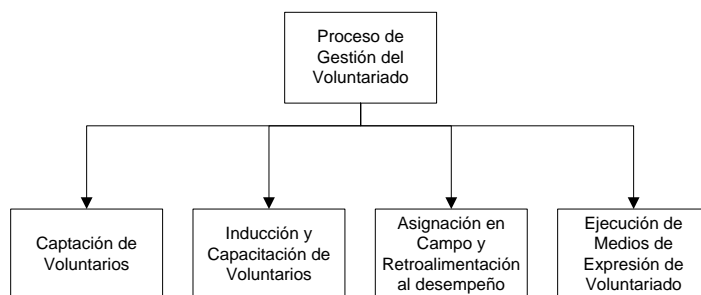 Proceso de
Gestión del
Voluntariado
Captación de
Voluntarios
Inducción y
Capacitación de
Voluntarios
Asignación en
Campo y
Retroalimentación
al desempeño
Ejecución de
Medios de
Expresión de
Voluntariado